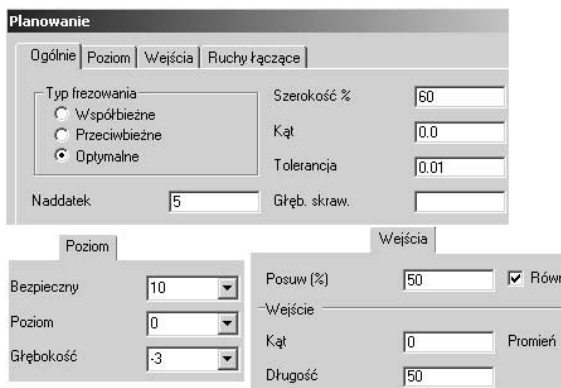 Planowanie
Ogólnie Poziom Wejścia Ruchy łączące
Typ frezowania
Współbieżne
Przeciwbieżne
Optymalne
Naddatek 5
Szerokość % 60
Kąt 0.0
Tolerancja 0.01
Głęb. skraw.
Poziom
Bezpieczny 10
Poziom 0
Głębokość -3
Wejścia
Posuw (%) 50 Równ
Wejście
Kąt 0 Promień
Długość 50